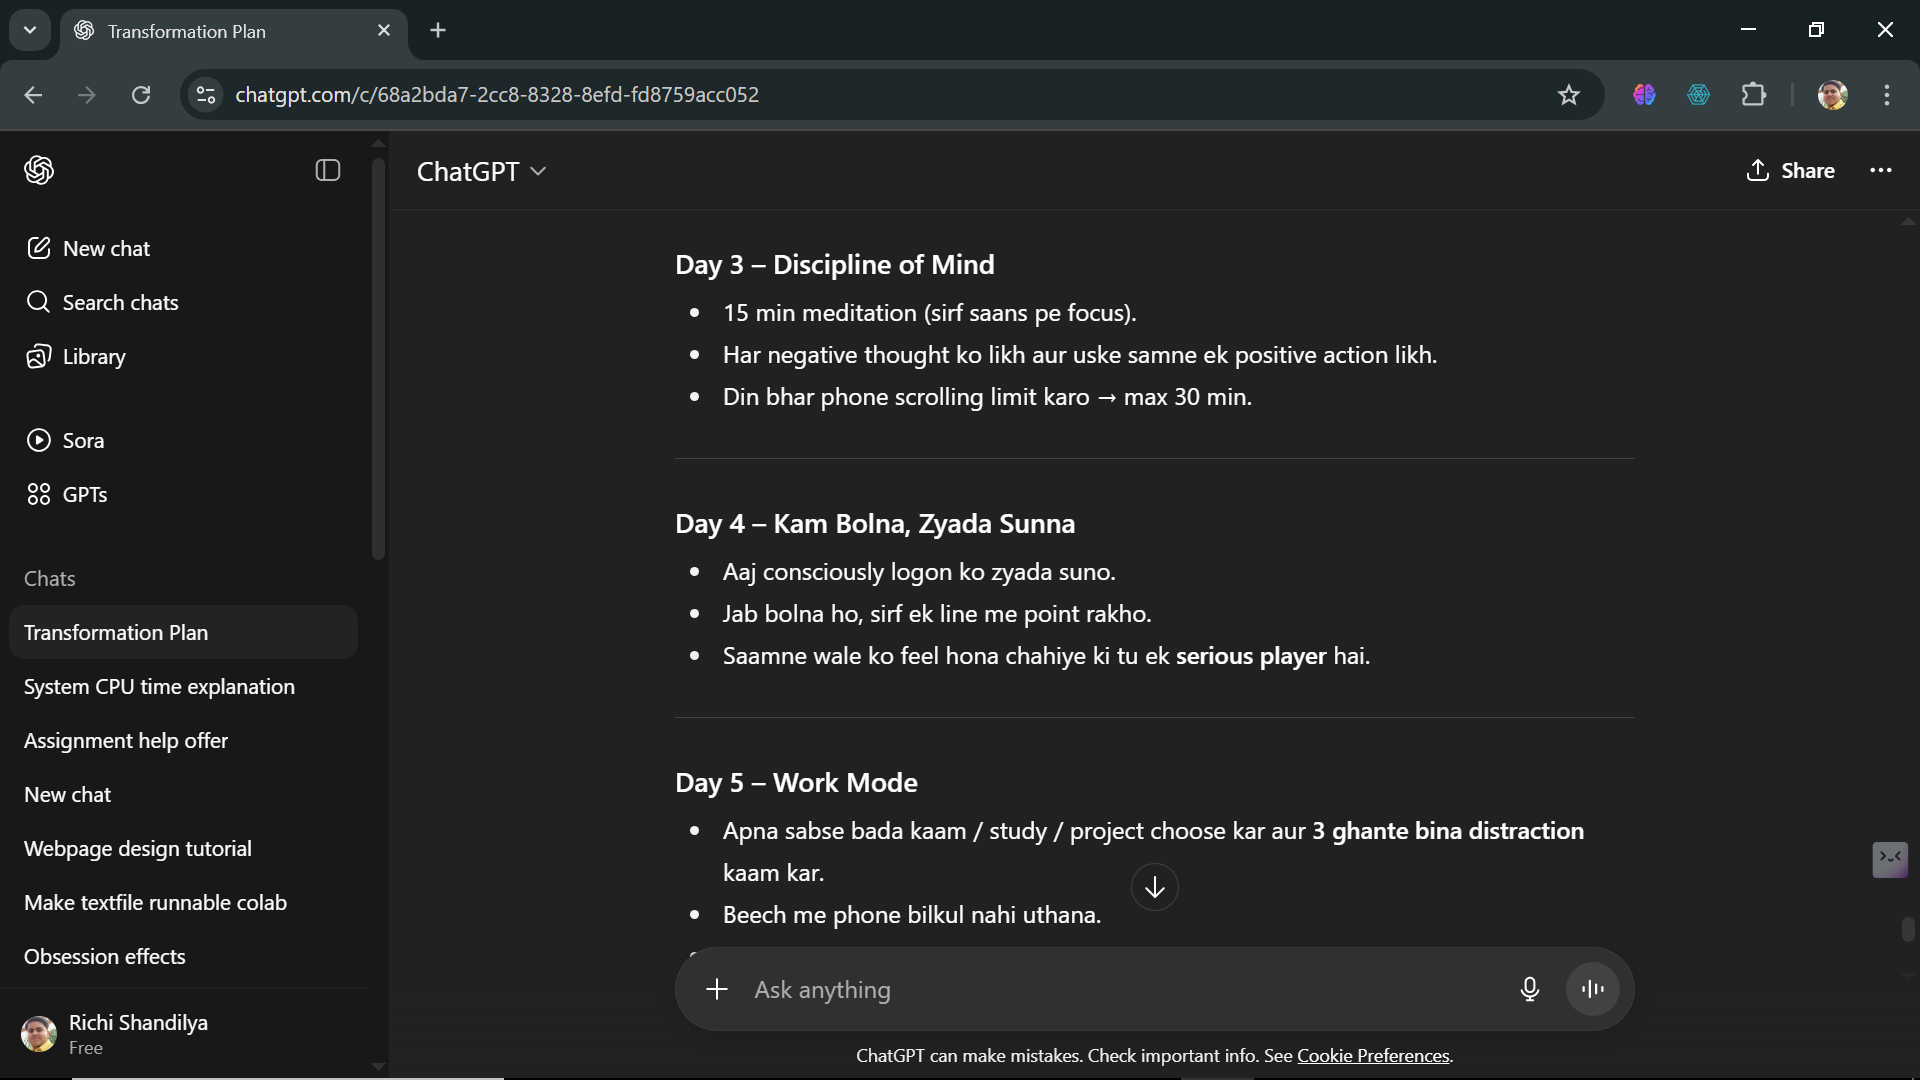 Transformation Plan
chatgpt.com/c/68a2bda7-2cc8-8328-8efd-fd8759acc052
New chat
Search chats
Library
Sora
GPTs
Chats
Transformation Plan
System CPU time explanation
Assignment help offer
New chat
Webpage design tutorial
Make textfile runnable colab
Obsession effects
Richi Shandilya
Free
ChatGPT
Share
Day 3 – Discipline of Mind
• 15 min meditation (sirf saans pe focus).
• Har negative thought ko likh aur uske samne ek positive action likh.
• Din bhar phone scrolling limit karo → max 30 min.
Day 4 – Kam Bolna, Zyada Sunna
• Aaj consciously logon ko zyada suno.
• Jab bolna ho, sirf ek line me point rakho.
• Saamne wale ko feel hona chahiye ki tu ek serious player hai.
Day 5 – Work Mode
• Apna sabse bada kaam / study / project choose kar aur 3 ghante bina distraction
kaam kar.
• Beech me phone bilkul nahi uthana.
Ask anything
ChatGPT can make mistakes. Check important info. See Cookie Preferences.